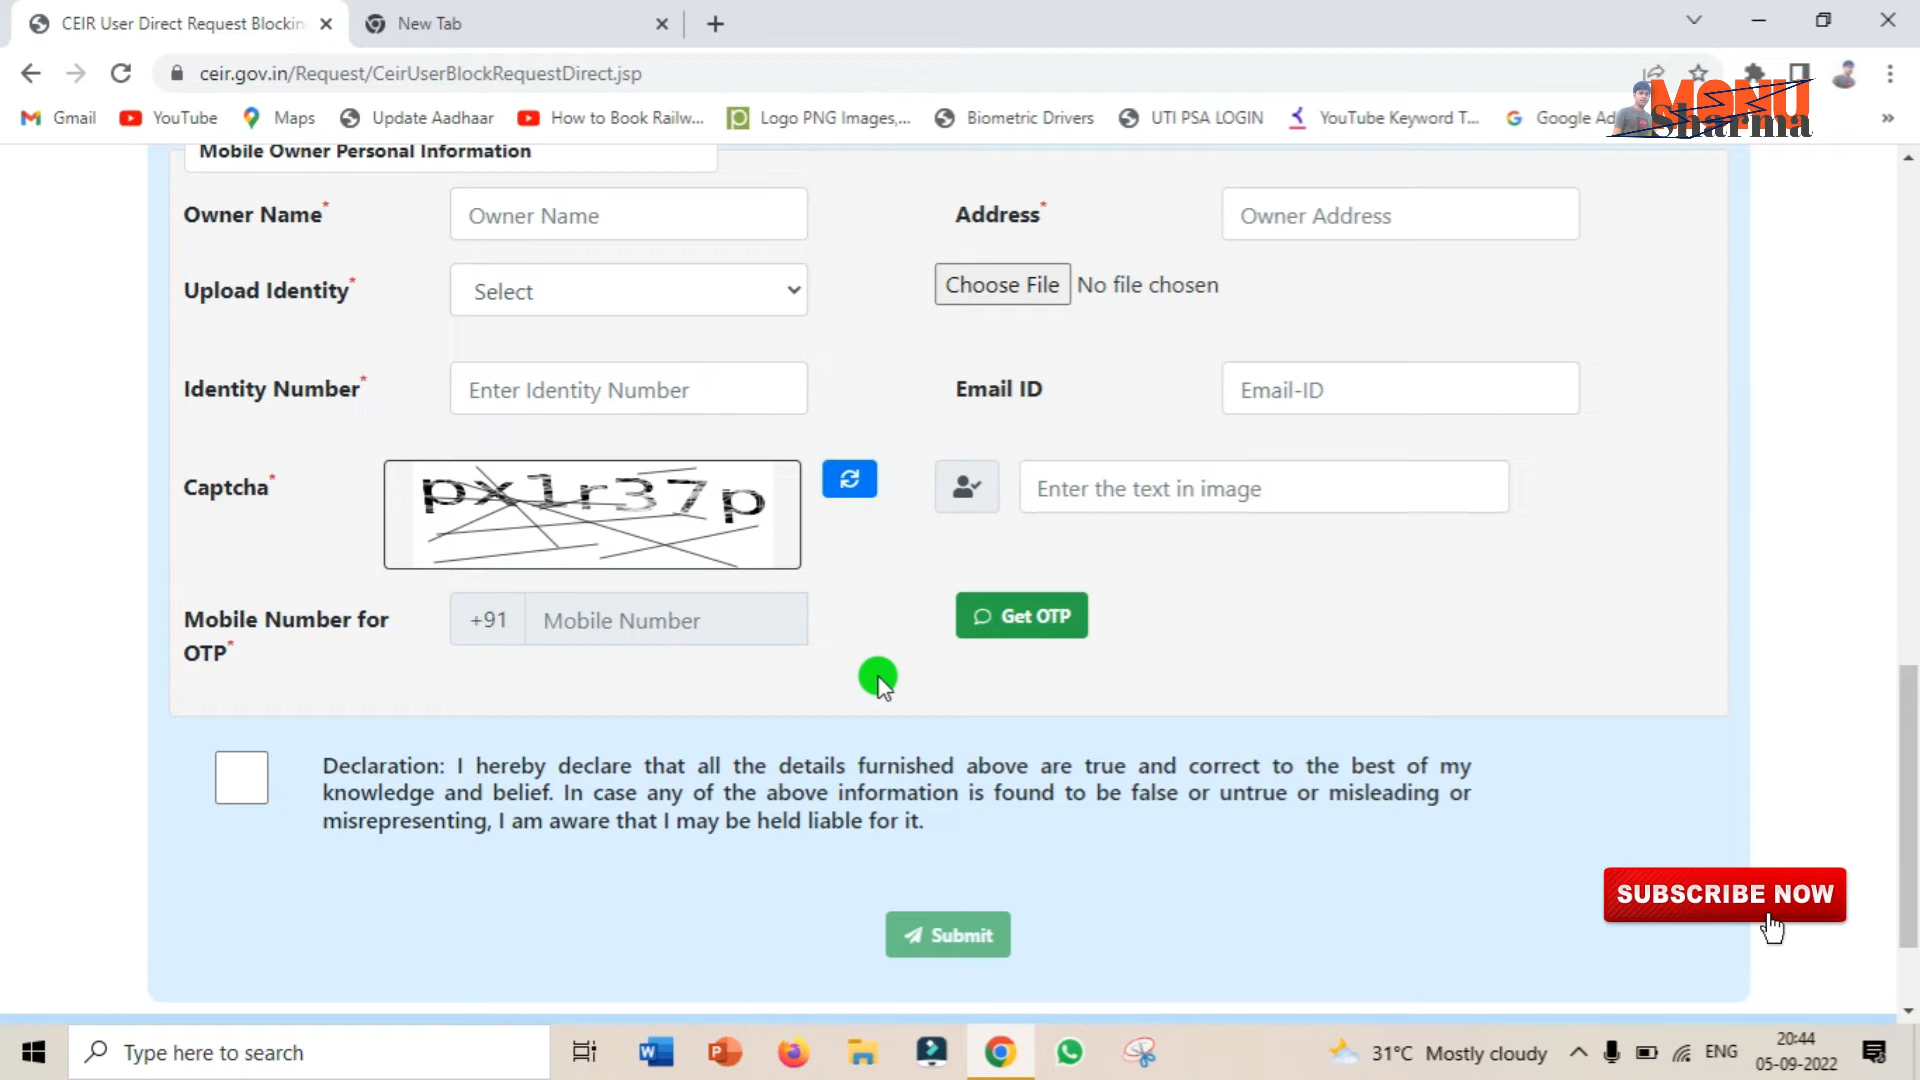 CEIR User Direct Request Blockin
New Tab
ceir.gov.in/Request/CeirUserBlockRequestDirect.jsp
MONU
Sharma
Gmail
YouTube
Maps
Update Aadhaar
How to Book Railw...
Logo PNG Images,...
Biometric Drivers
UTI PSA LOGIN
YouTube Keyword T...
Google Ad
»
Mobile Owner Personal Information
Owner Name*
Owner Name
Address*
Owner Address
Upload Identity*
Select
Choose File No file chosen
Identity Number*
Enter Identity Number
Email ID
Email-ID
Captcha*
px1r37p
Enter the text in image
Mobile Number for
OTP*
+91
Mobile Number
Get OTP
Declaration: I hereby declare that all the details furnished above are true and correct to the best of my
knowledge and belief. In case any of the above information is found to be false or untrue or misleading or
misrepresenting, I am aware that I may be held liable for it.
SUBSCRIBE NOW
Submit
Type here to search
31°C Mostly cloudy
ENG
20:44
05-09-2022